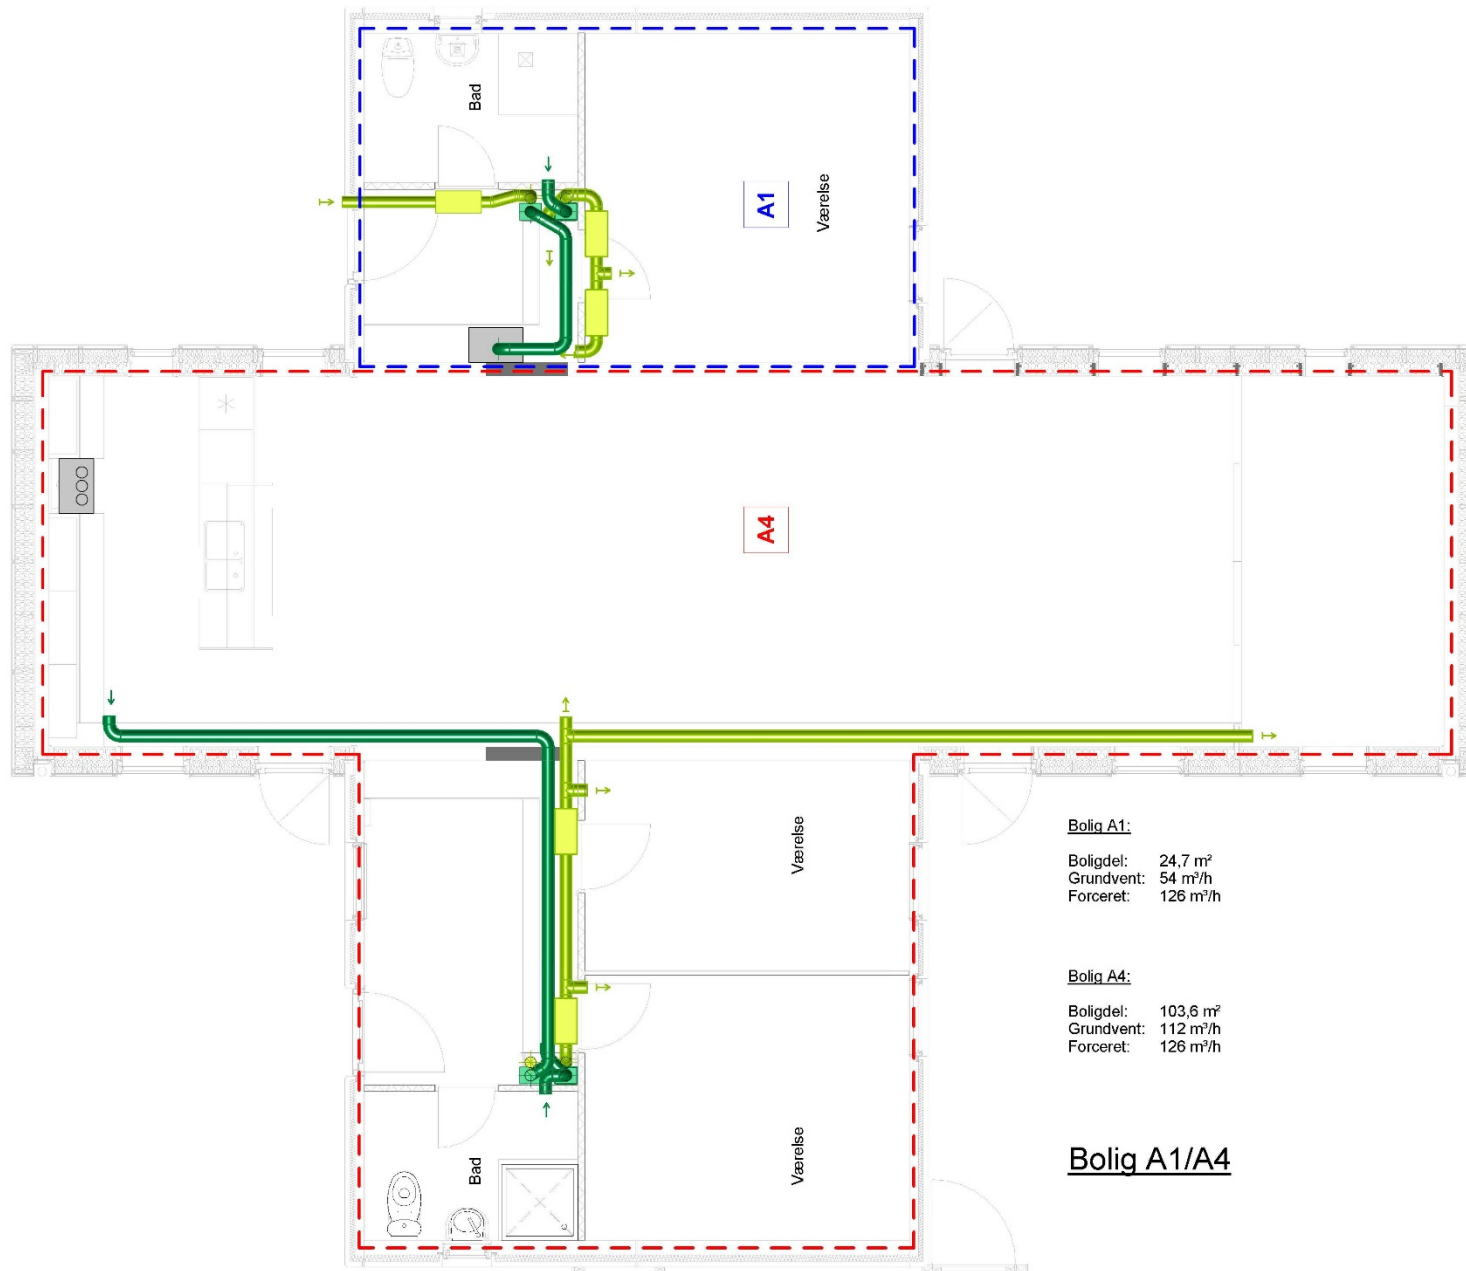 Bad
A1
Værelse
A4
Værelse
Bad
Værelse
Bolig A1:
Boligdel: 24,7 m²
Grundvent: 54 m³/h
Forceret: 126 m³/h
Bolig A4:
Boligdel: 103,6 m²
Grundvent: 112 m³/h
Forceret: 126 m³/h
Bolig A1/A4